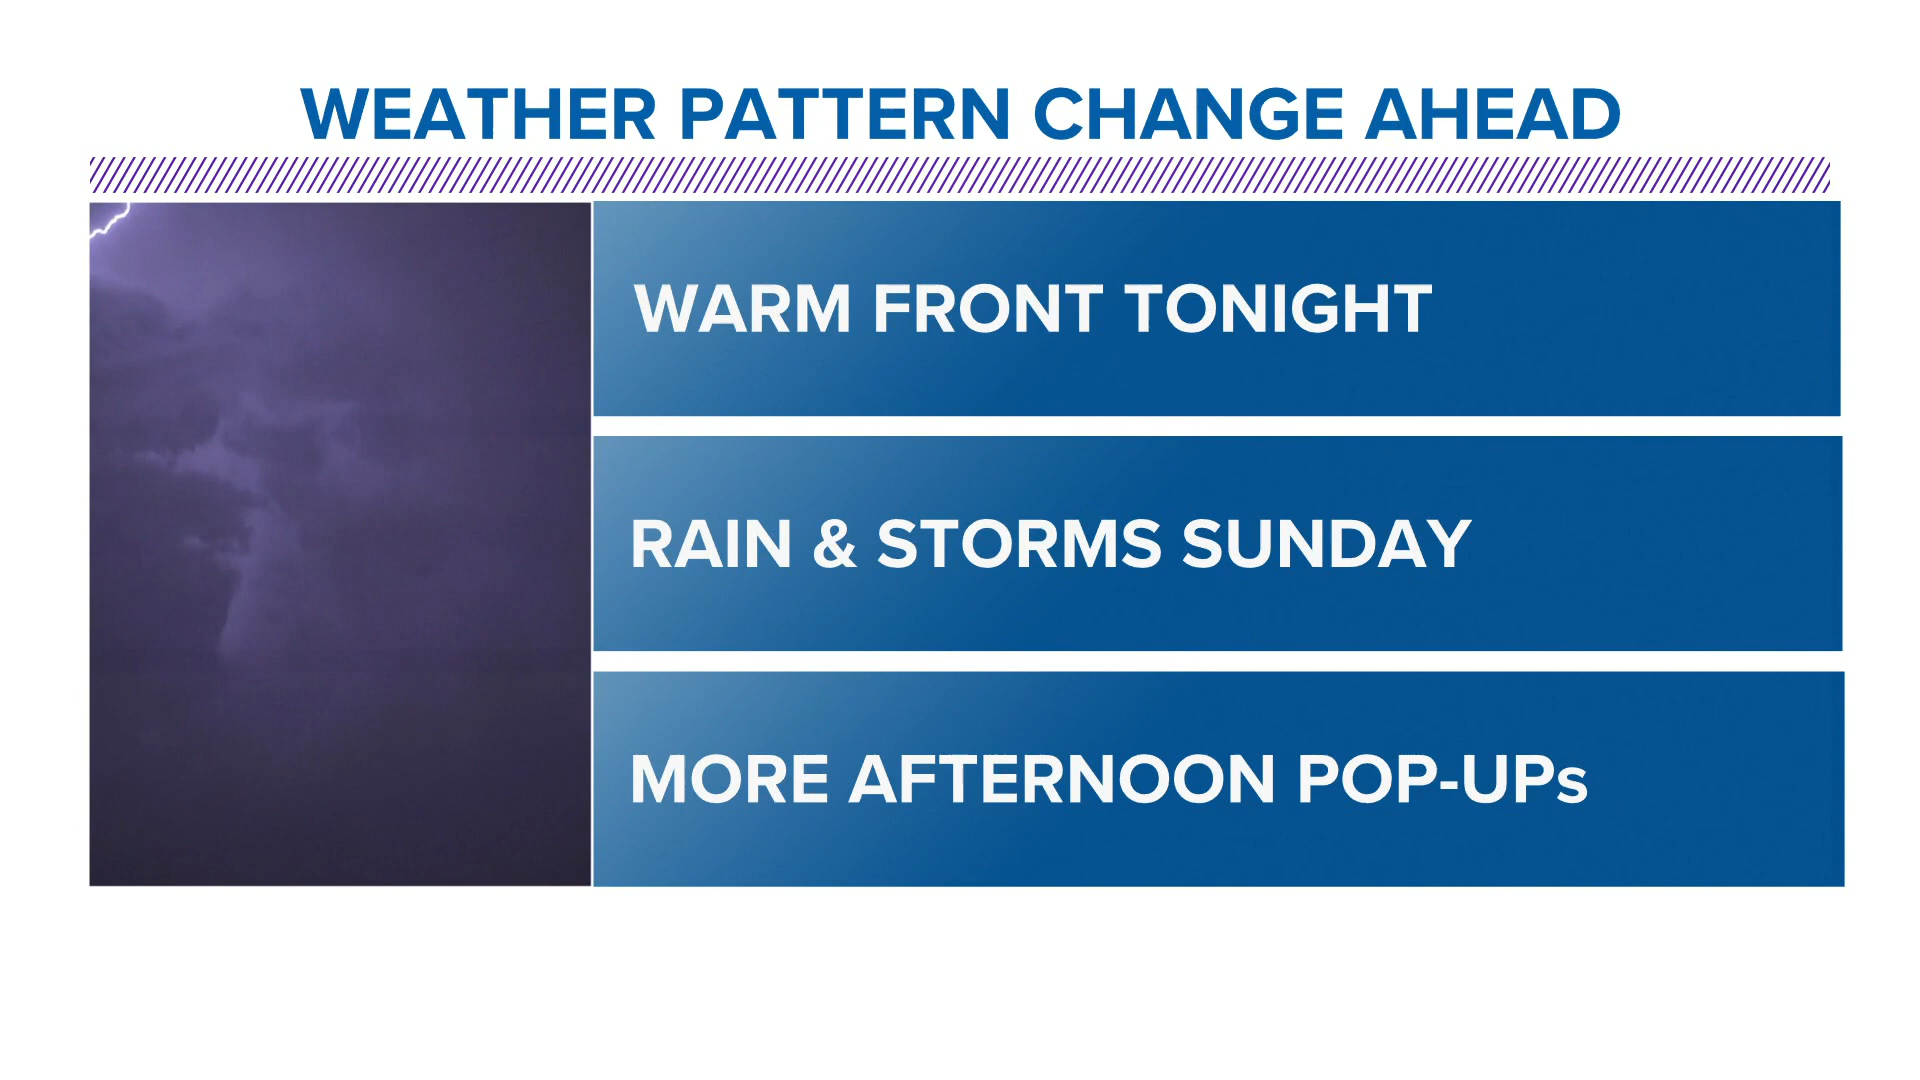 WEATHER PATTERN CHANGE AHEAD
WARM FRONT TONIGHT
RAIN & STORMS SUNDAY
MORE AFTERNOON POP-UPs